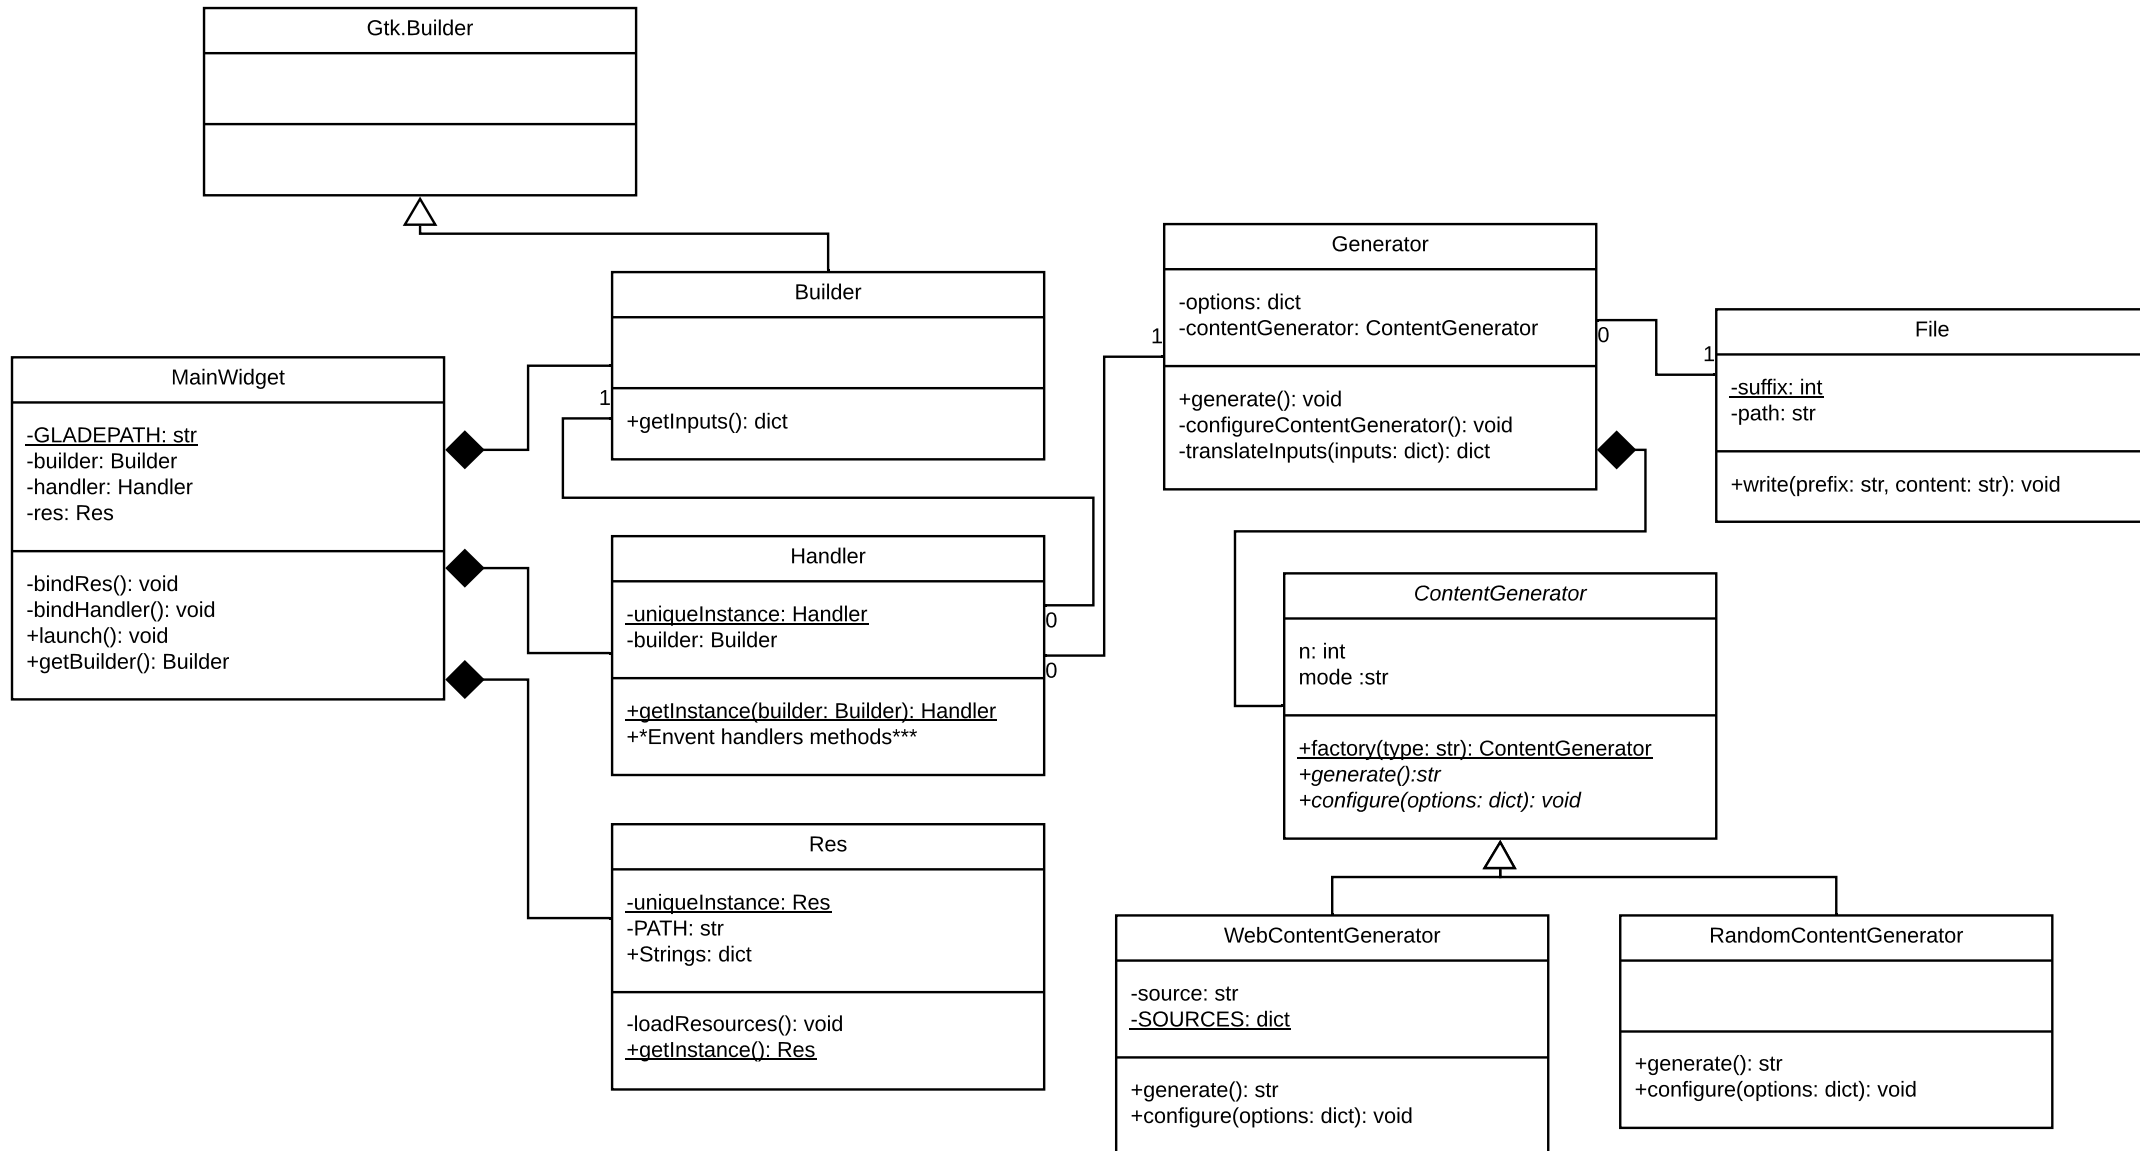 Gtk.Builder
Builder
+getInputs(): dict
1
MainWidget
-GLADEPATH: str
-builder: Builder
-handler: Handler
-res: Res
-bindRes(): void
-bindHandler(): void
+launch(): void
+getBuilder(): Builder
Handler
-uniqueInstance: Handler
-builder: Builder
+getInstance(builder: Builder): Handler
+*Envent handlers methods***
0
0
Res
-uniqueInstance: Res
-PATH: str
+Strings: dict
-loadResources(): void
+getInstance(): Res
1
Generator
-options: dict
-contentGenerator: ContentGenerator
+generate(): void
-configureContentGenerator(): void
-translateInputs(inputs: dict): dict
0
1
File
-suffix: int
-path: str
+write(prefix: str, content: str): void
ContentGenerator
n: int
mode :str
+factory(type: str): ContentGenerator
+generate():str
+configure(options: dict): void
WebContentGenerator
-source: str
-SOURCES: dict
+generate(): str
+configure(options: dict): void
RandomContentGenerator
+generate(): str
+configure(options: dict): void